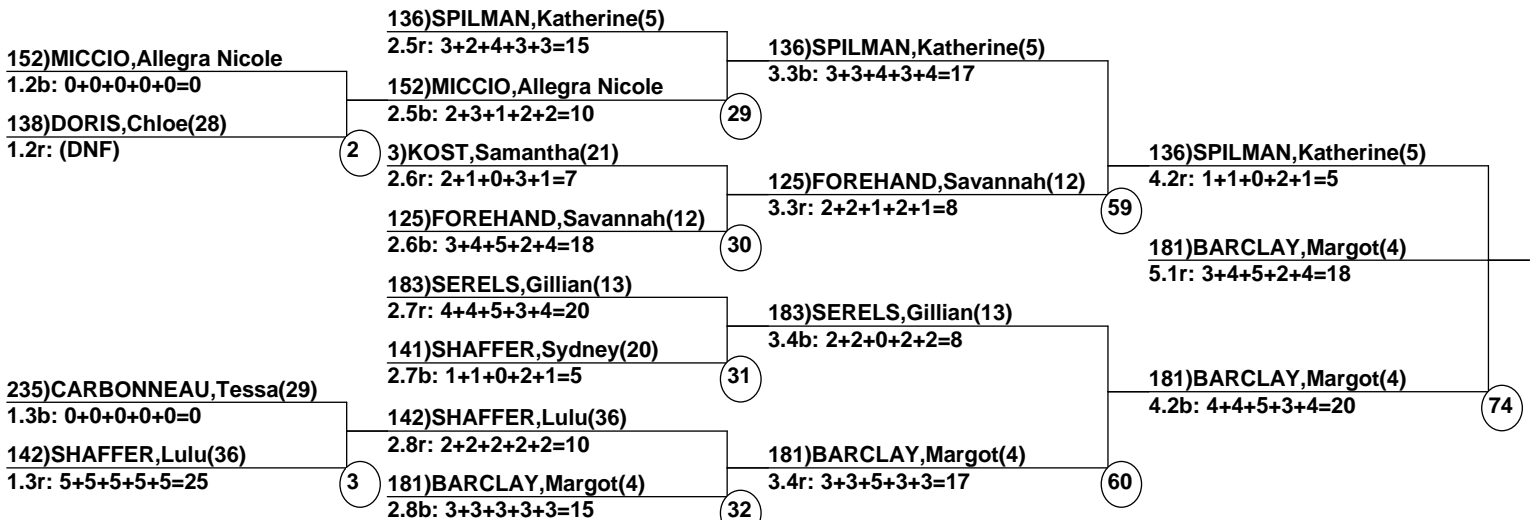 152)MICCIO,Allegra Nicole
1.2b: 0+0+0+0+0=0
138)DORIS,Chloe(28)
1.2r: (DNF)
2
235)CARBONNEAU,Tessa(29)
1.3b: 0+0+0+0+0=0
142)SHAFFER,Lulu(36)
1.3r: 5+5+5+5+5=25
3
136)SPILMAN,Katherine(5)
2.5r: 3+2+4+3+3=15
152)MICCIO,Allegra Nicole
2.5b: 2+3+1+2+2=10
29
3)KOST,Samantha(21)
2.6r: 2+1+0+3+1=7
125)FOREHAND,Savannah(12)
2.6b: 3+4+5+2+4=18
30
183)SERELS,Gillian(13)
2.7r: 4+4+5+3+4=20
141)SHAFFER,Sydney(20)
2.7b: 1+1+0+2+1=5
31
142)SHAFFER,Lulu(36)
2.8r: 2+2+2+2+2=10
181)BARCLAY,Margot(4)
2.8b: 3+3+3+3+3=15
32
136)SPILMAN,Katherine(5)
3.3b: 3+3+4+3+4=17
125)FOREHAND,Savannah(12)
3.3r: 2+2+1+2+1=8
59
183)SERELS,Gillian(13)
3.4b: 2+2+0+2+2=8
181)BARCLAY,Margot(4)
3.4r: 3+3+5+3+3=17
60
136)SPILMAN,Katherine(5)
4.2r: 1+1+0+2+1=5
181)BARCLAY,Margot(4)
4.2b: 4+4+5+3+4=20
74
181)BARCLAY,Margot(4)
5.1r: 3+4+5+2+4=18